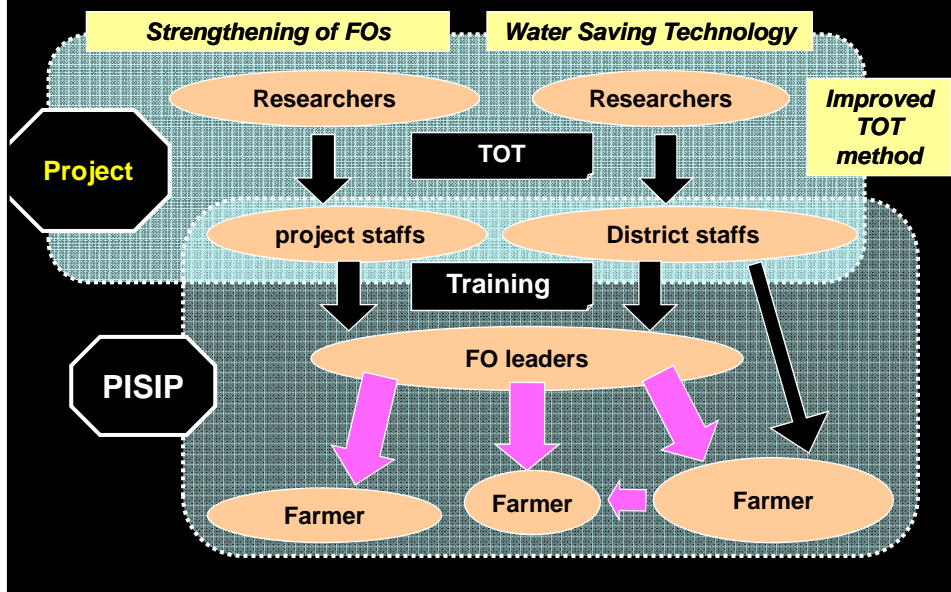 Strengthening of FOs
Water Saving Technology
Researchers
Researchers
Improved
TOT
method
TOT
Project
project staffs
District staffs
Training
FO leaders
PISIP
Farmer
Farmer
Farmer